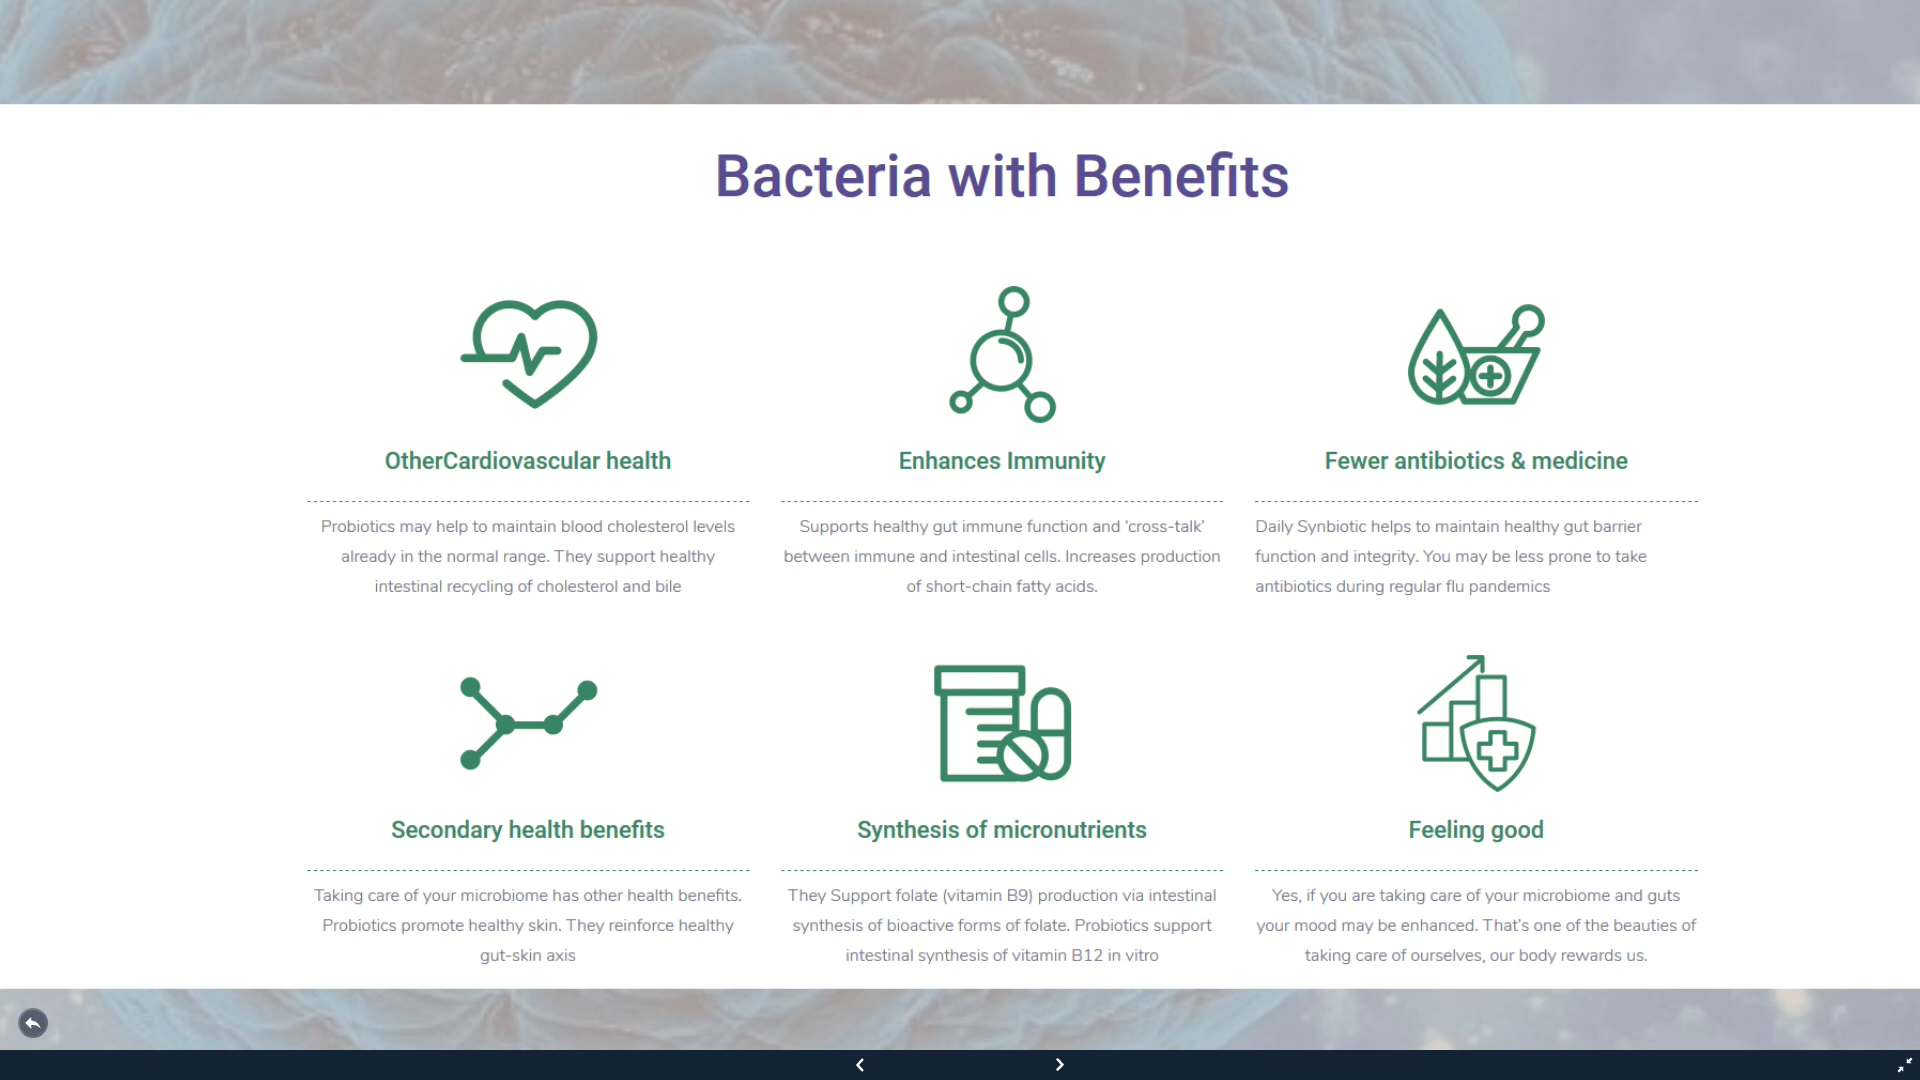 Bacteria with Benefits
OtherCardiovascular health
Probiotics may help to maintain blood cholesterol levels
already in the normal range. They support healthy
intestinal recycling of cholesterol and bile
Enhances Immunity
Supports healthy gut immune function and ‘cross-talk’
between immune and intestinal cells. Increases production
of short-chain fatty acids.
Fewer antibiotics & medicine
Daily Synbiotic helps to maintain healthy gut barrier
function and integrity. You may be less prone to take
antibiotics during regular flu pandemics
Secondary health benefits
Taking care of your microbiome has other health benefits.
Probiotics promote healthy skin. They reinforce healthy
gut-skin axis
Synthesis of micronutrients
They Support folate (vitamin B9) production via intestinal
synthesis of bioactive forms of folate. Probiotics support
intestinal synthesis of vitamin B12 in vitro
Feeling good
Yes, if you are taking care of your microbiome and guts
your mood may be enhanced. That’s one of the beauties of
taking care of ourselves, our body rewards us.